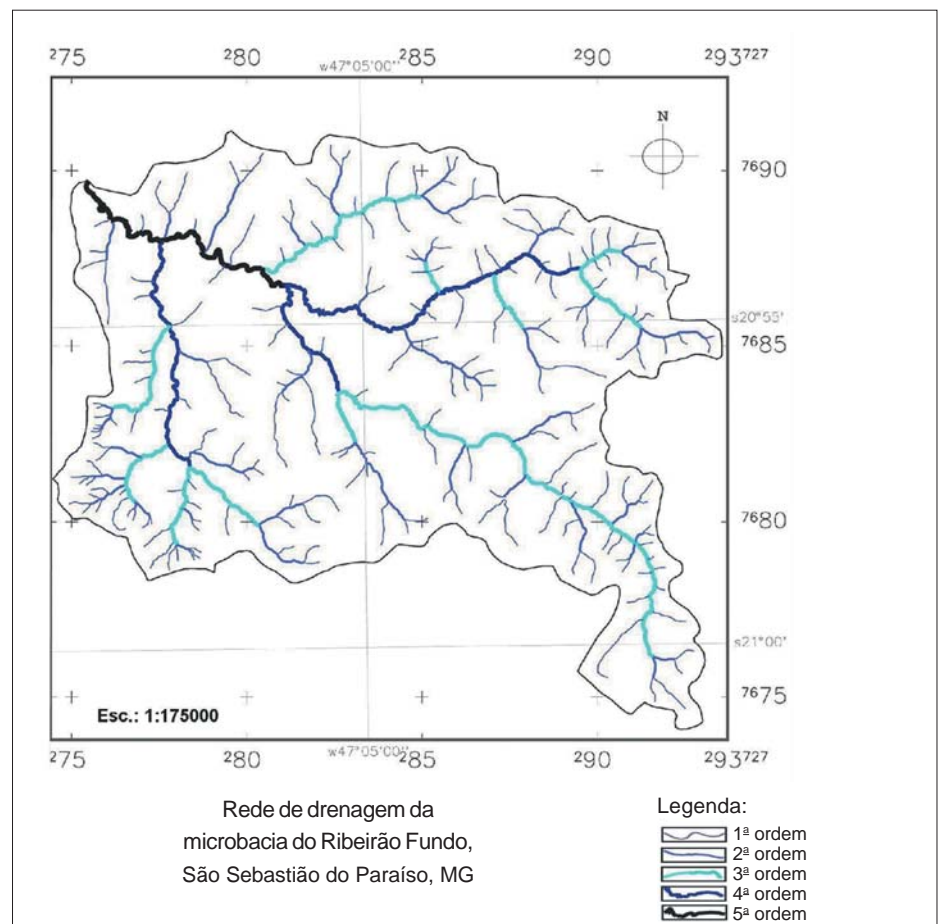 275 280 285 290 293727
w47°05'00"
N
7690
s20°55'
7685
7680
s21°00'
7675
Esc.: 1:175000
275 280 w47°05'00" 285 290 293727
Rede de drenagem da
microbacia do Ribeirão Fundo,
São Sebastião do Paraíso, MG
Legenda:
1ª ordem
2ª ordem
3ª ordem
4ª ordem
5ª ordem